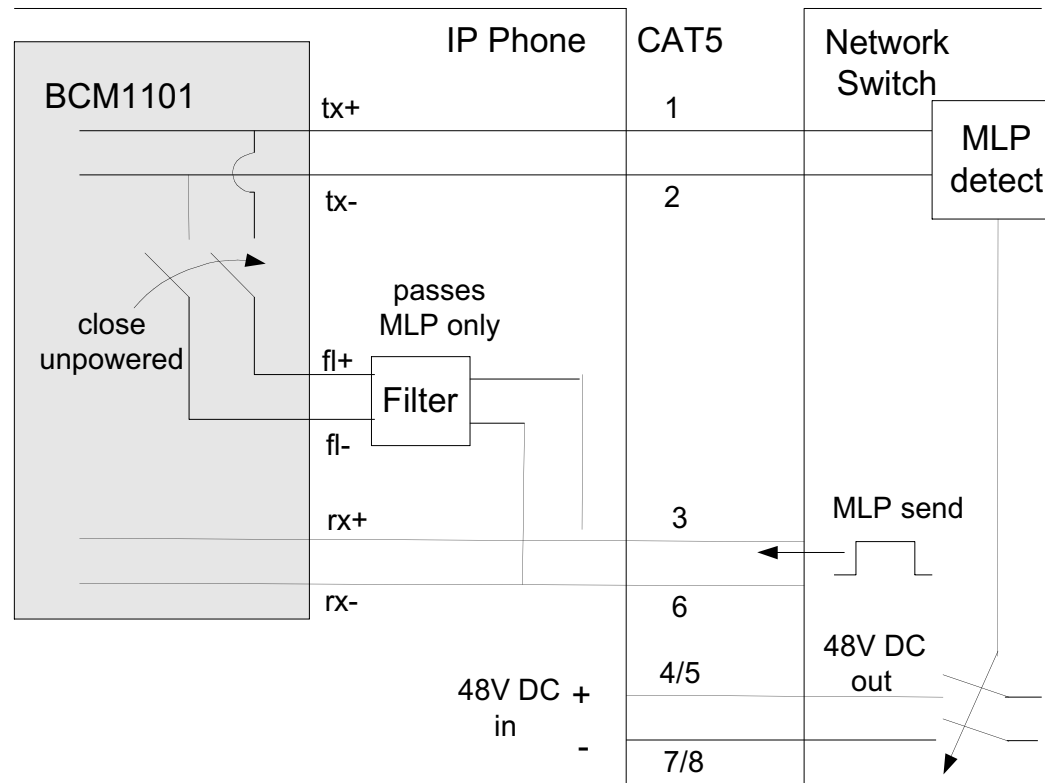 IP Phone
CAT5
Network
Switch
BCM1101
tx+
1
MLP
detect
tx-
2
passes
MLP only
close
unpowered
fl+
Filter
fl-
rx+
3
MLP send
rx-
6
48V DC
out
4/5
48V DC +
in
-
7/8